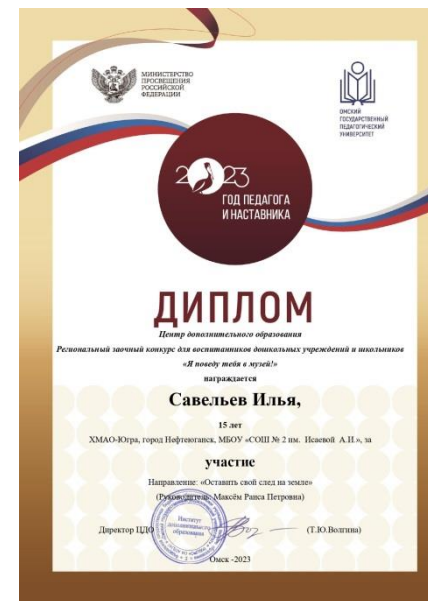 МИНИСТЕРСТВО
ПРОСВЕЩЕНИЯ
РОССИЙСКОЙ
ФЕДЕРАЦИИ
ОМСКИЙ
ГОСУДАРСТВЕННЫЙ
ПЕДАГОГИЧЕСКИЙ
УНИВЕРСИТЕТ
2023
ГОД ПЕДАГОГА
И НАСТАВНИКА
ДИПЛОМ
Центр дополнительного образования
Региональный заочный конкурс для воспитанников дошкольных учреждений и школьников
«Я поведу тебя в музей!»
награждается
Савельев Илья,
15 лет
ХМАО-Югра, город Нефтеюганск, МБОУ «СОШ № 2 им. Исаевой А.И.», за
участие
Направление: «Оставить свой след на земле»
(Руководитель: Максём Раиса Петровна)
Институт
дополнительного
образования
Директор ЦДО (Т.Ю.Волгина)
Омск -2023